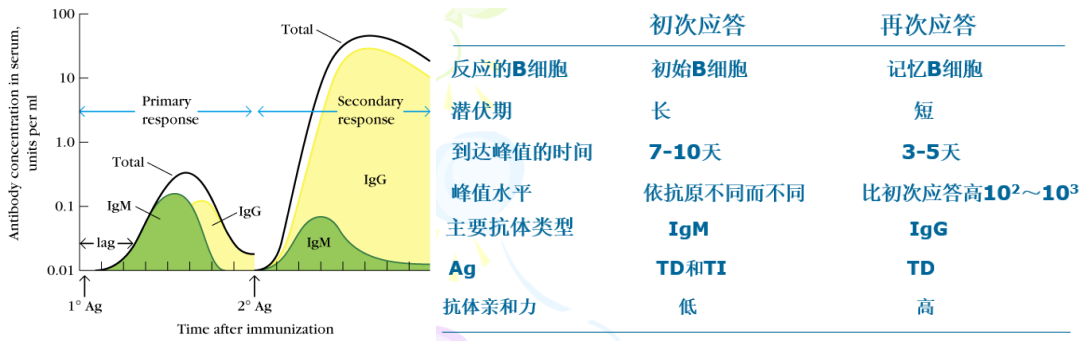 Antibody concentration in serum,
units per ml
100
10
1.0
0.1
0.01
Total
Primary
response
Secondary
response
Total
IgM
IgG
IgG
IgM
lag
1° Ag
2° Ag
Time after immunization
初次应答 再次应答
反应的B细胞 初始B细胞 记忆B细胞
潜伏期 长 短
到达峰值的时间 7-10天 3-5天
峰值水平 依抗原不同而不同 比初次应答高10²～10³
主要抗体类型 IgM IgG
Ag TD和TI TD
抗体亲和力 低 高